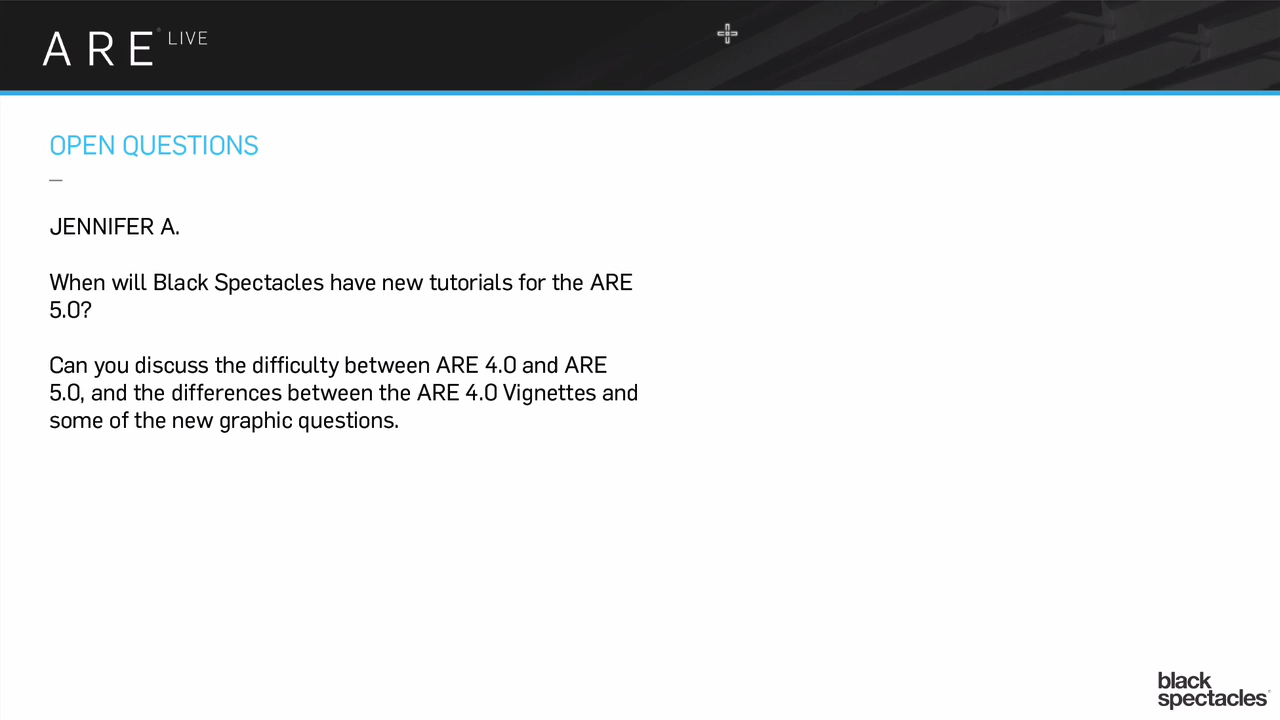 ARE® LIVE
OPEN QUESTIONS
—
JENNIFER A.
When will Black Spectacles have new tutorials for the ARE
5.0?
Can you discuss the difficulty between ARE 4.0 and ARE
5.0, and the differences between the ARE 4.0 Vignettes and
some of the new graphic questions.
black
spectacles®